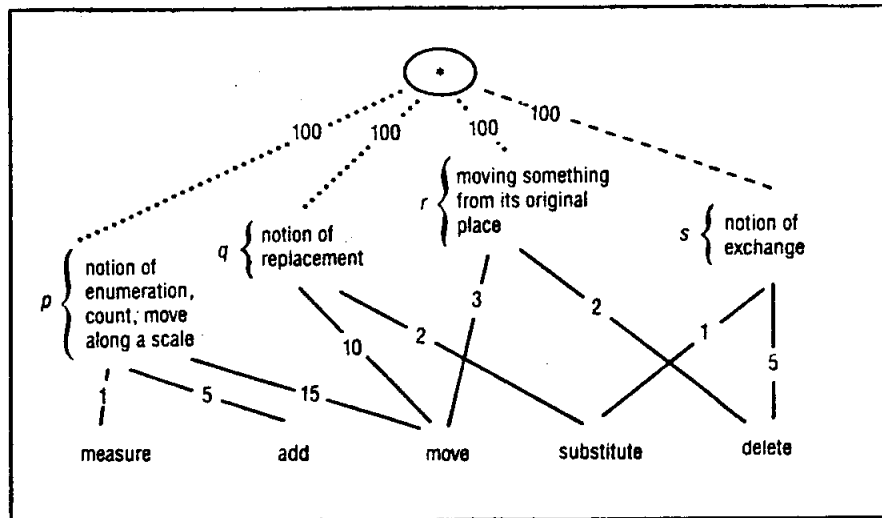 *
100
100
100
100
r { moving something
from its original
place
q { notion of
replacement
s { notion of
exchange
p { notion of
enumeration,
count; move
along a scale
3
2
1
10
2
5
1
5
15
measure
add
move
substitute
delete